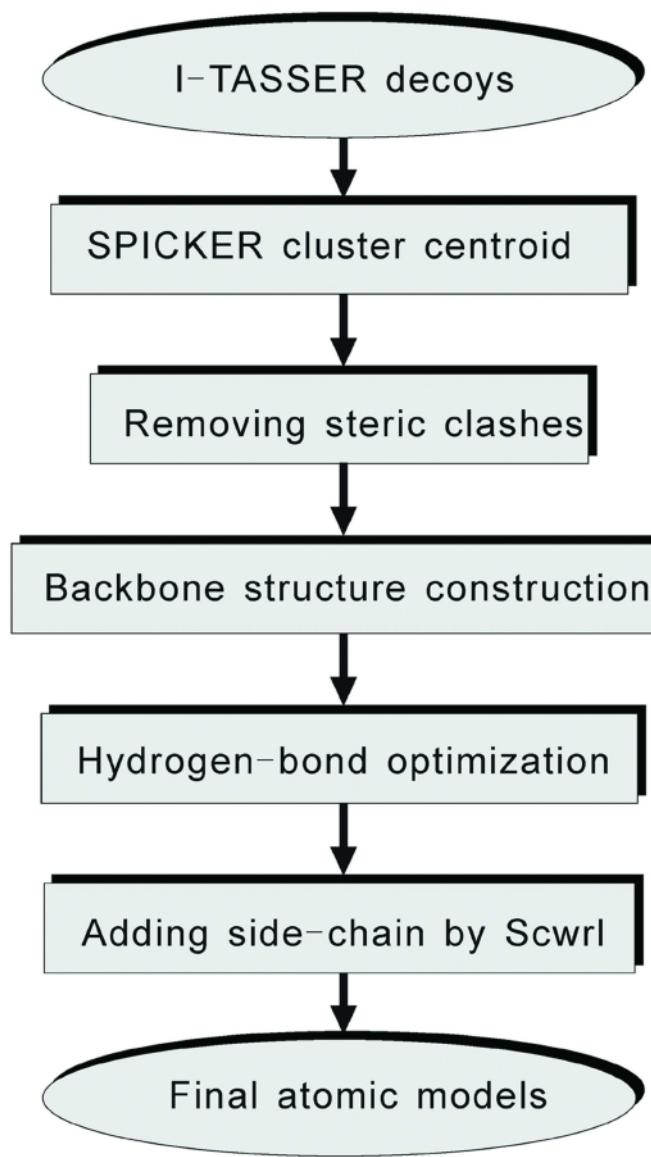 I-TASSER decoys
SPICKER cluster centroid
Removing steric clashes
Backbone structure construction
Hydrogen-bond optimization
Adding side-chain by Scwrl
Final atomic models